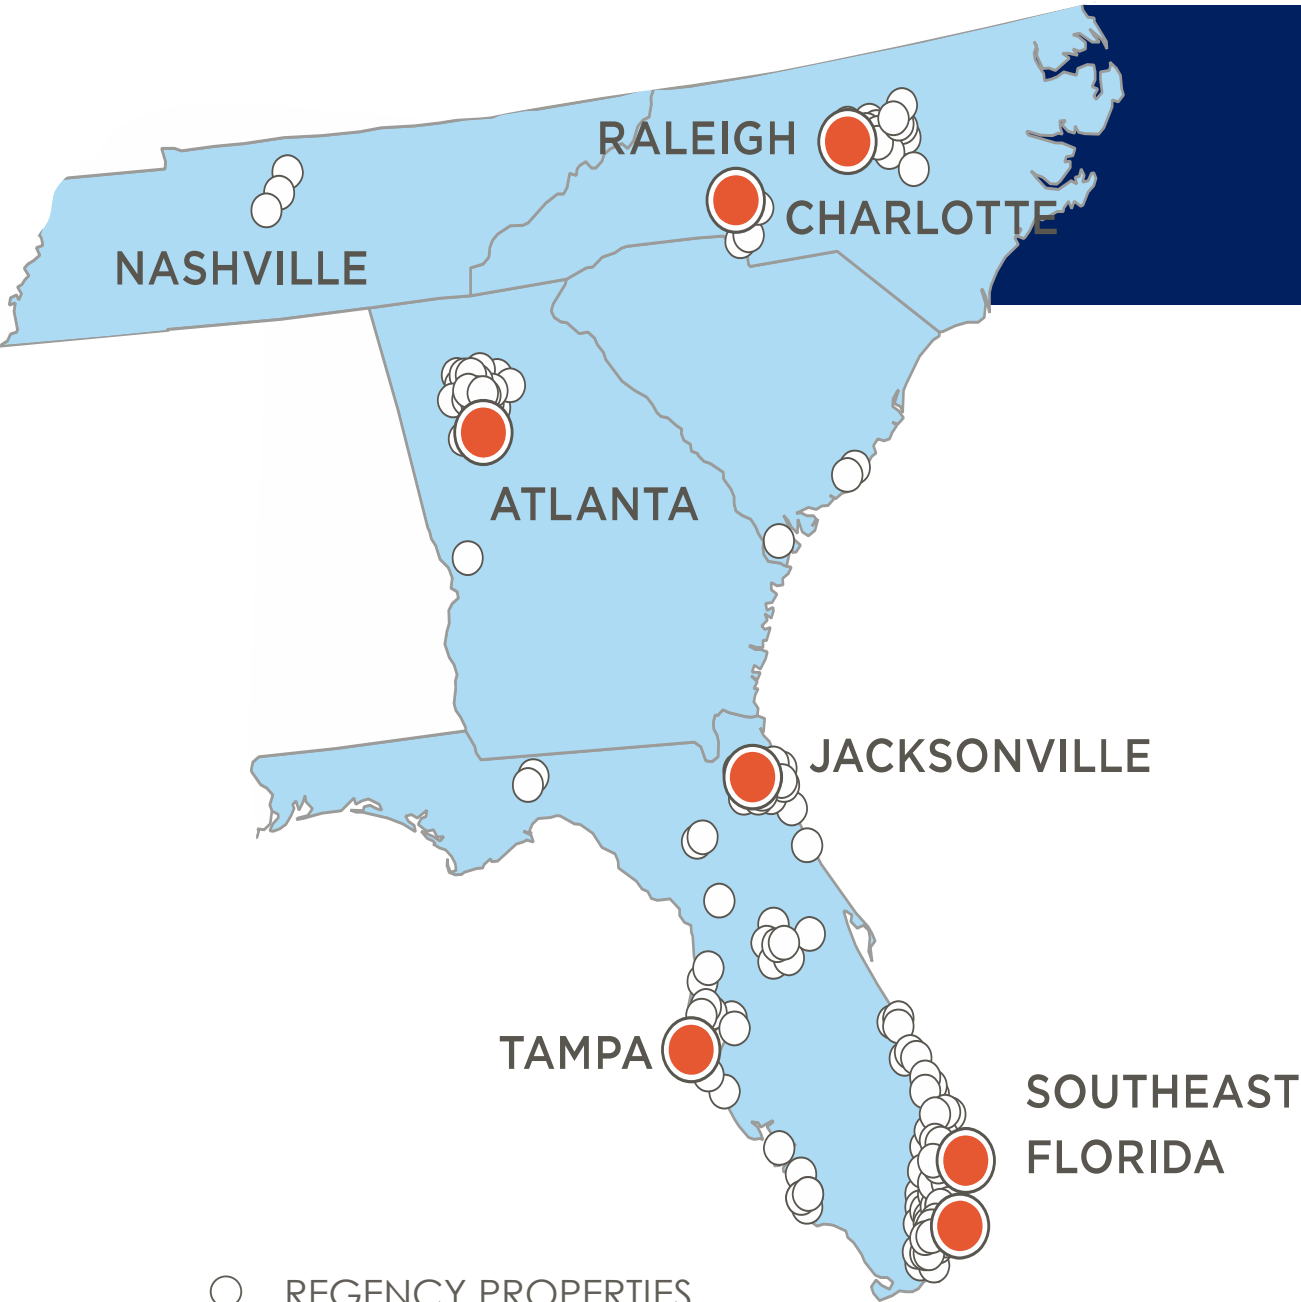 RALEIGH
CHARLOTTE
NASHVILLE
ATLANTA
JACKSONVILLE
TAMPA
SOUTHEAST
FLORIDA
REGENCY PROPERTIES